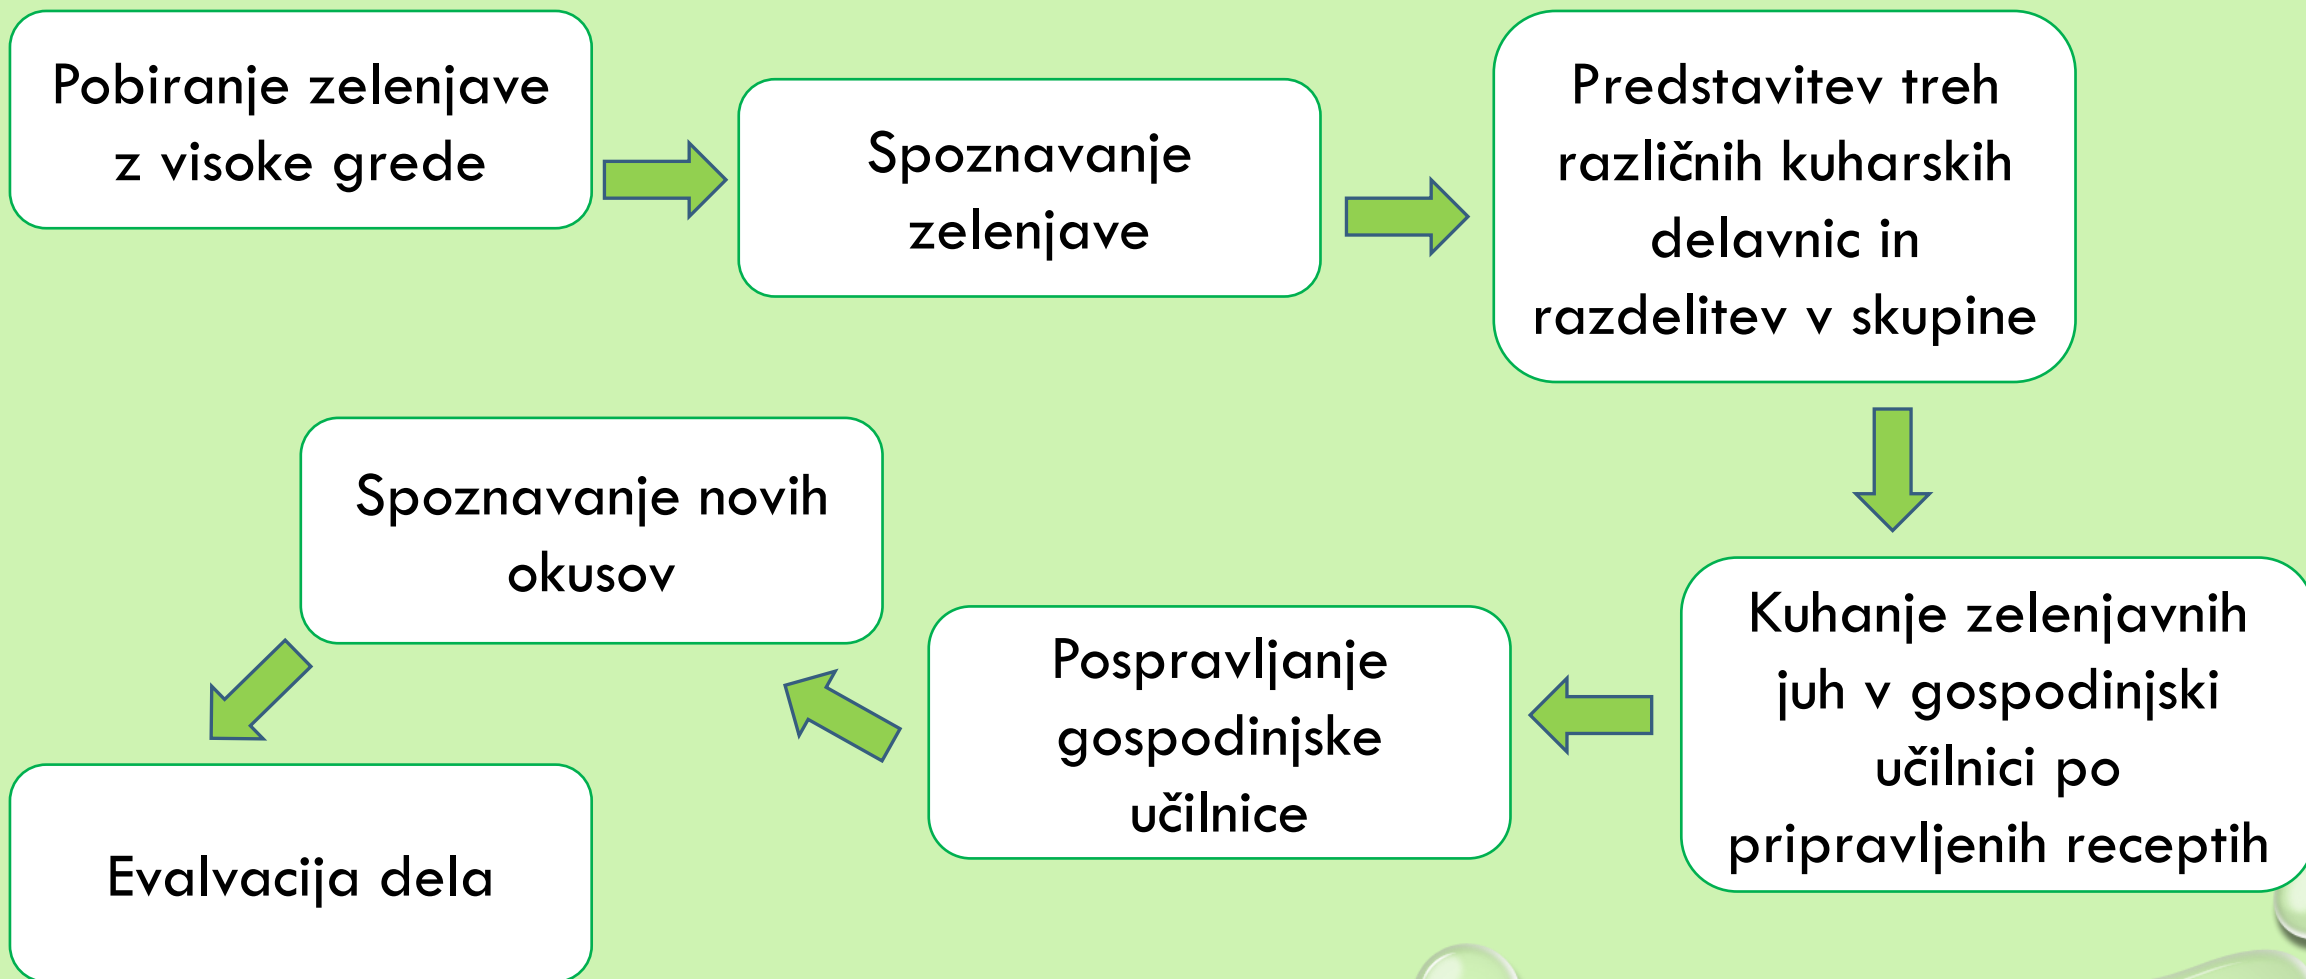 Pobiranje zelenjave
z visoke grede
Spoznavanje
zelenjave
Predstavitev treh
različnih kuharskih
delavnic in
razdelitev v skupine
Kuhanje zelenjavnih
juh v gospodinjski
učilnici po
pripravljenih receptih
Pospravljanje
gospodinjske
učilnice
Spoznavanje novih
okusov
Evalvacija dela